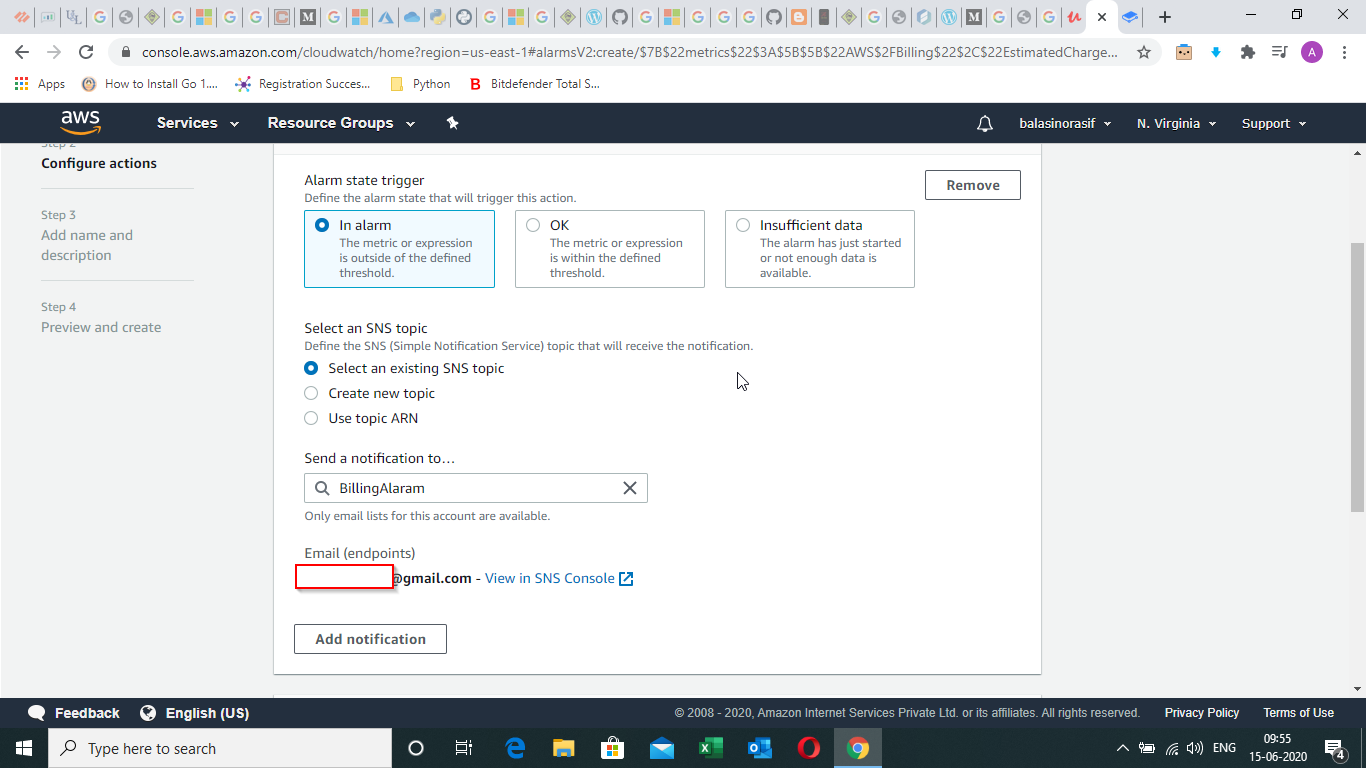 console.aws.amazon.com/cloudwatch/home?region=us-east-1#alarmsV2:create/$7B$22metrics$22$3A$5B$5B$22AWS$2FBilling$22$2C$22EstimatedCharge...
A
Apps
How to Install Go 1....
Registration Succes...
Python
Bitdefender Total S...
aws
Services
Resource Groups
balasinorasif
N. Virginia
Support
Step 2
Configure actions
Step 3
Add name and
description
Step 4
Preview and create
Alarm state trigger
Define the alarm state that will trigger this action.
Remove
In alarm
The metric or expression
is outside of the defined
threshold.
OK
The metric or expression
is within the defined
threshold.
Insufficient data
The alarm has just started
or not enough data is
available.
Select an SNS topic
Define the SNS (Simple Notification Service) topic that will receive the notification.
Select an existing SNS topic
Create new topic
Use topic ARN
Send a notification to…
BillingAlaram
Only email lists for this account are available.
Email (endpoints)
@gmail.com - View in SNS Console
Add notification
Feedback
English (US)
© 2008 - 2020, Amazon Internet Services Private Ltd. or its affiliates. All rights reserved.
Privacy Policy
Terms of Use
Type here to search
ENG
09:55
15-06-2020
4